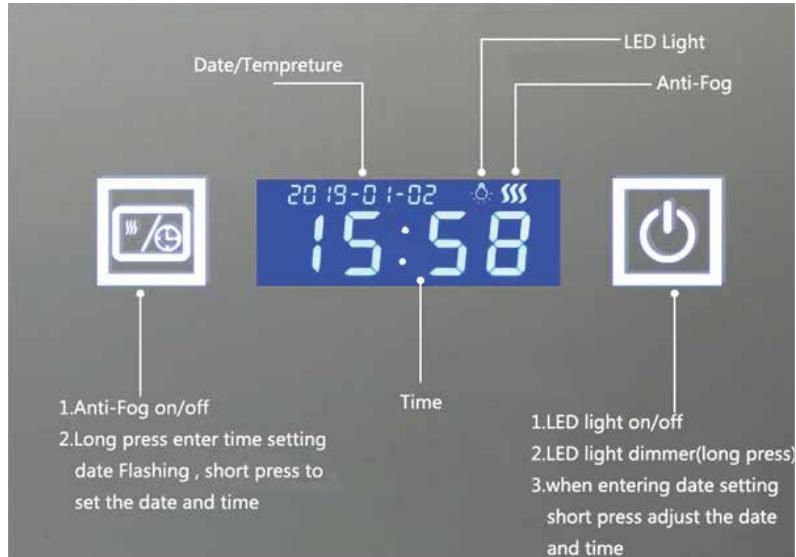 LED Light
Date/Tempreture
Anti-Fog
2019-01-02
15:58
Time
1.Anti-Fog on/off
2.Long press enter time setting
date Flashing , short press to
set the date and time
1.LED light on/off
2.LED light dimmer(long press)
3.when entering date setting
short press adjust the date
and time